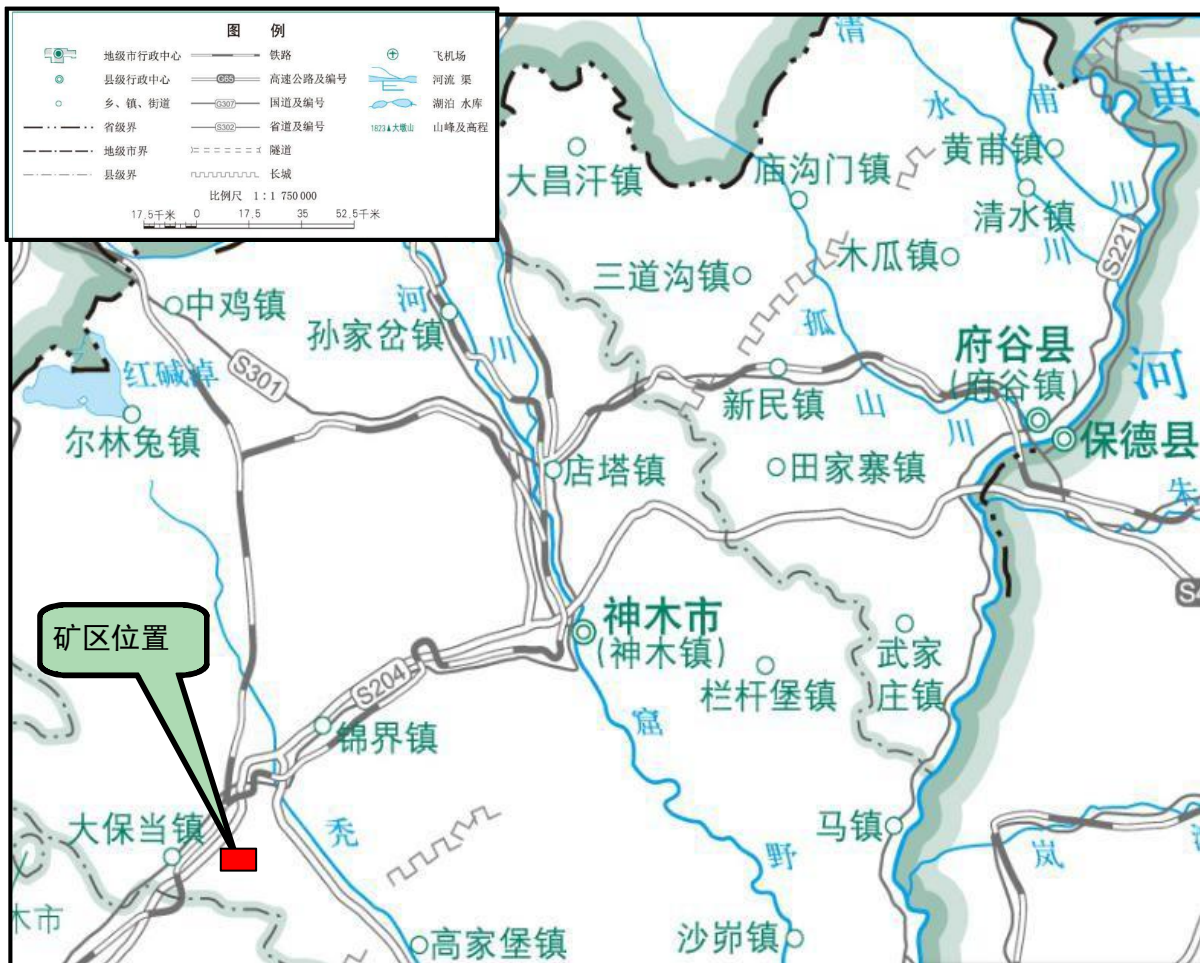 图 例
地级市行政中心
铁路
飞机场
县级行政中心
G65
高速公路及编号
河流 渠
乡、镇、街道
G307
国道及编号
湖泊 水库
省级界
S302
省道及编号
1823▲大墩山
山峰及高程
地级市界
隧道
县级界
长城
比例尺 1:1 750 000
17.5千米 0 17.5 35 52.5千米
清
水
川
黄
甫
川
黄
河
大昌汗镇
庙沟门镇
黄甫镇
清水镇
S221
三道沟镇
木瓜镇
中鸡镇
孙家岔镇
河
川
孤
山
川
红碱淖
S301
府谷县
(府谷镇)
新民镇
尔林兔镇
保德县
店塔镇
田家寨镇
朱
矿区位置
神木市
(神木镇)
武家
庄镇
栏杆堡镇
S204
窟
野
锦界镇
大保当镇
秃
马镇
岚
木市
高家堡镇
沙峁镇